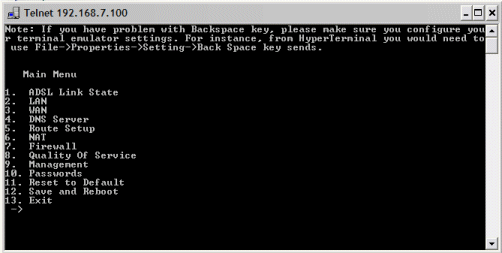 Telnet 192.168.7.100
Note: If you have problem with Backspace key, please make sure you configure you
r terminal emulator settings. For instance, from HyperTerminal you would need to
use File->Properties->Setting->Back Space key sends.
Main Menu
1. ADSL Link State
2. LAN
3. WAN
4. DNS Server
5. Route Setup
6. NAT
7. Firewall
8. Quality Of Service
9. Management
10. Passwords
11. Reset to Default
12. Save and Reboot
13. Exit
->